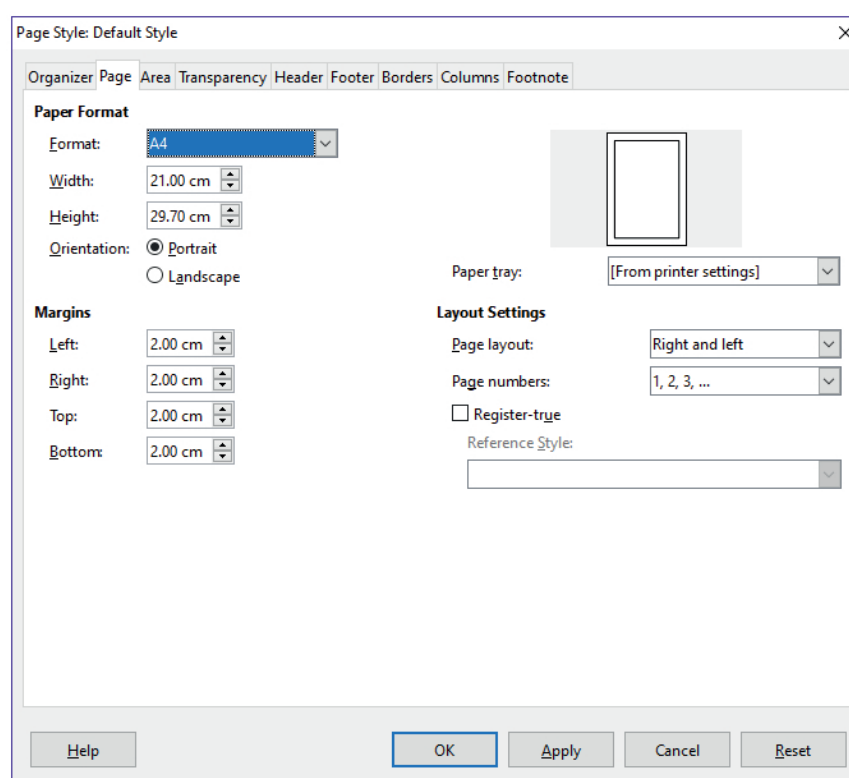 Page Style: Default Style
Organizer Page Area Transparency Header Footer Borders Columns Footnote
Paper Format
Format: A4
Width: 21.00 cm
Height: 29.70 cm
Orientation: Portrait
Landscape
Paper tray: [From printer settings]
Margins
Left: 2.00 cm
Right: 2.00 cm
Top: 2.00 cm
Bottom: 2.00 cm
Layout Settings
Page layout: Right and left
Page numbers: 1, 2, 3, ...
Register-true
Reference Style:
Help OK Apply Cancel Reset